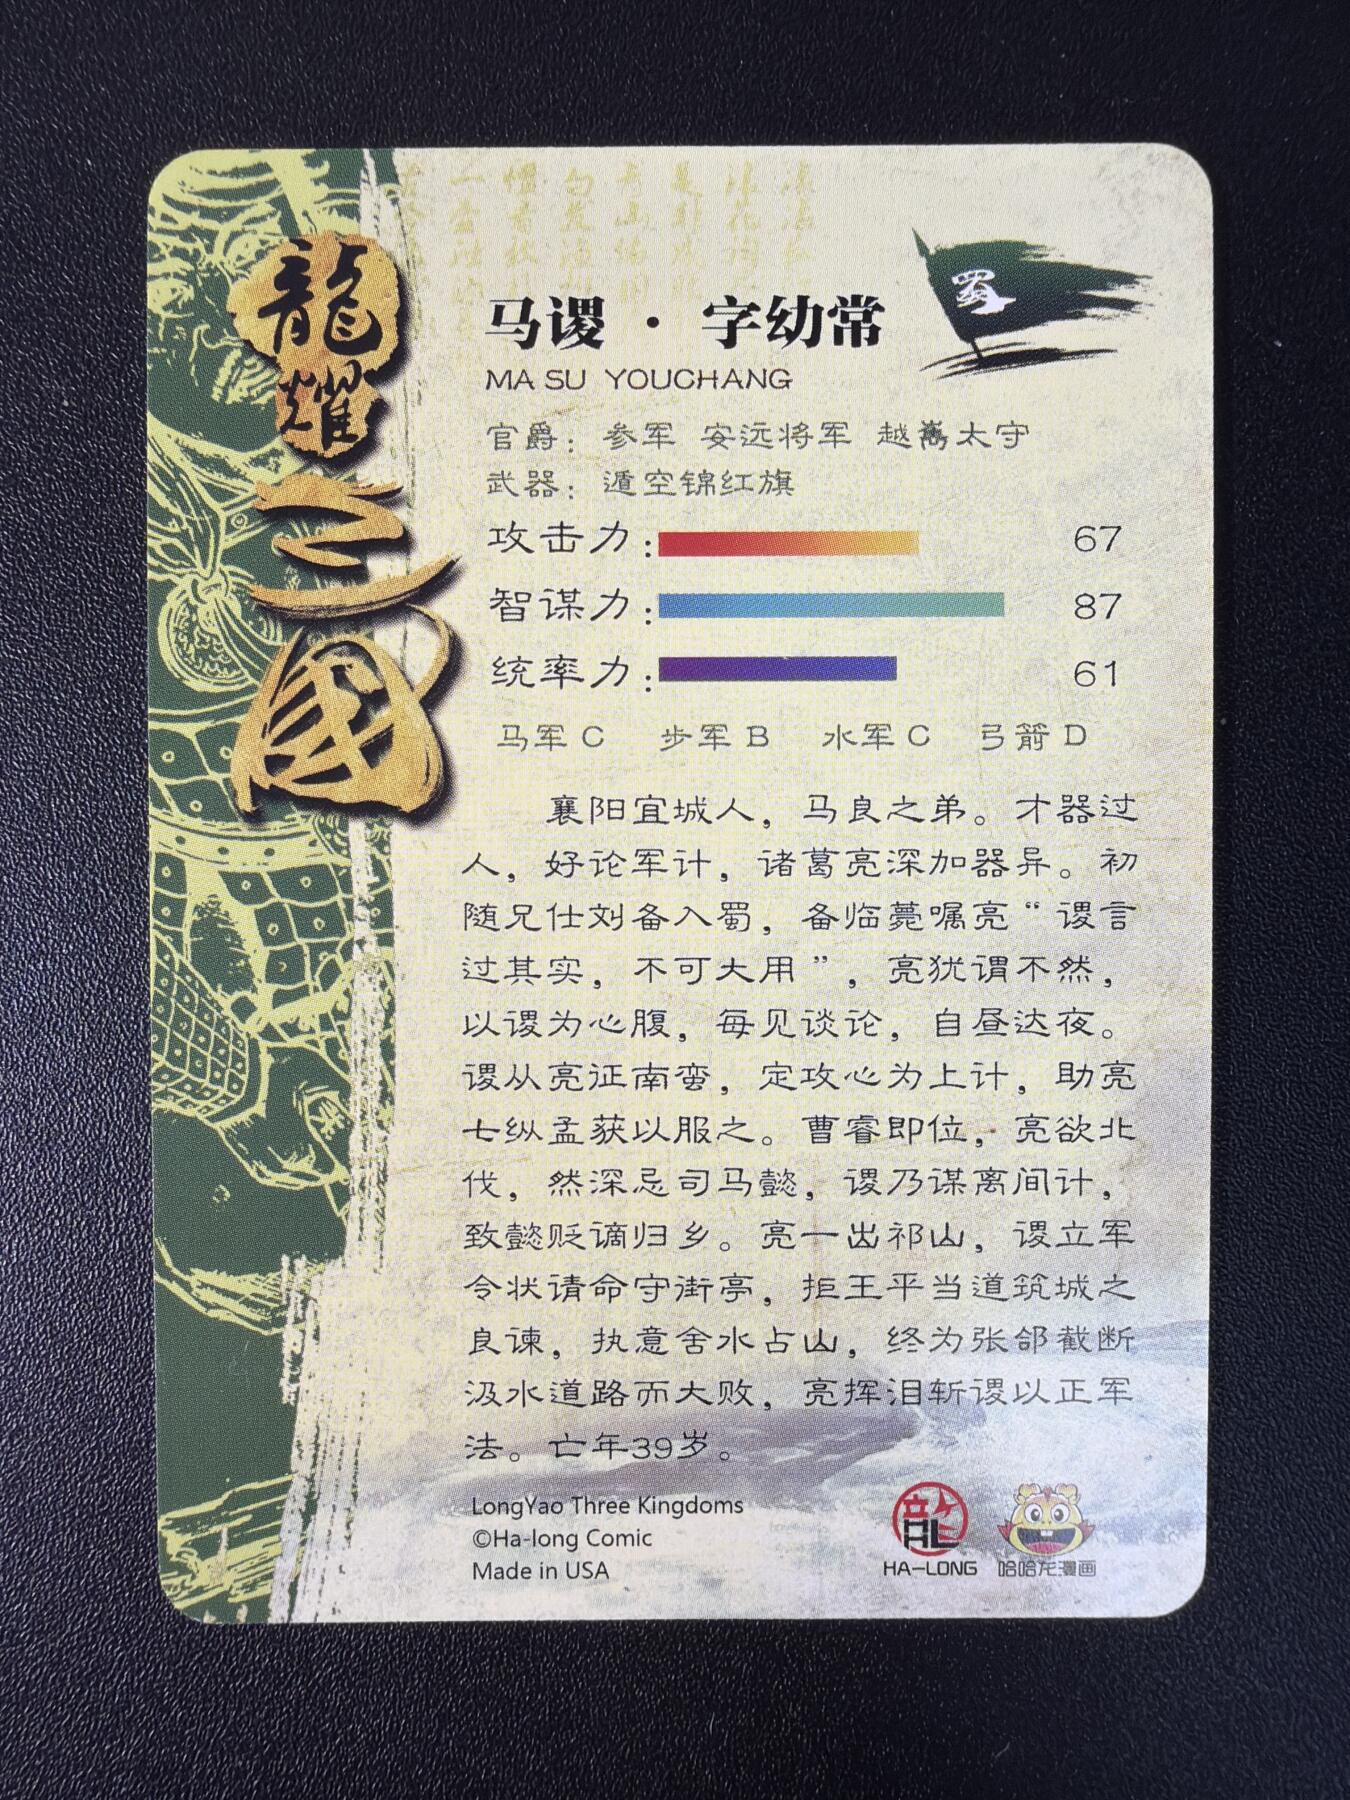 龍耀三國
蜀
马谡·字幼常
MA SU YOUCHANG
官爵：参军 安远将军 越嶲太守
武器：遁空锦红旗
攻击力：67
智谋力：87
统率力：61
马军C 步军B 水军C 弓箭D
襄阳宜城人，马良之弟。才器过
人，好论军计，诸葛亮深加器异。初
随兄仕刘备入蜀，备临薨嘱亮“谡言
过其实，不可大用”，亮犹谓不然，
以谡为心腹，每见谈论，自昼达夜。
谡从亮征南蛮，定攻心为上计，助亮
七纵孟获以服之。曹睿即位，亮欲北
伐，然深忌司马懿，谡乃谋离间计，
致懿贬谪归乡。亮一出祁山，谡立军
令状请命守街亭，拒王平当道筑城之
良谏，执意舍水占山，终为张郃截断
汲水道路而大败，亮挥泪斩谡以正军
法。亡年39岁。
LongYao Three Kingdoms
©Ha-long Comic
Made in USA
HA-LONG
哈哈龙漫画